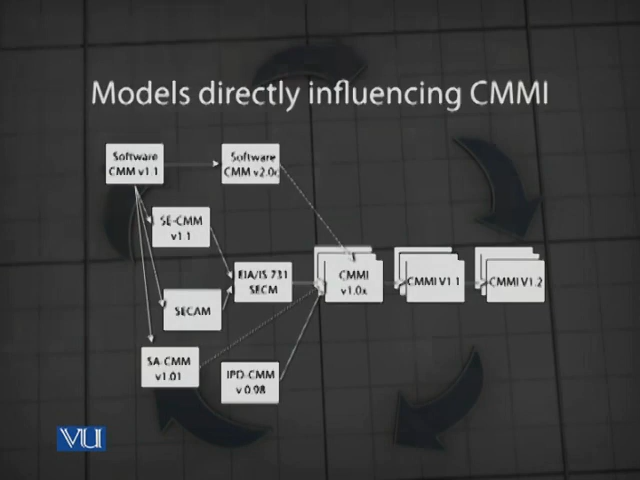 Models directly influencing CMMI
Software
CMM v1.1
Software
CMM v2.0c
SE-CMM
v1.1
EIA/IS 731
SECM
CMMI
v1.0x
CMMI V1.1
CMMI V1.2
SECAM
SA-CMM
v1.01
IPD-CMM
v 0.98
VU